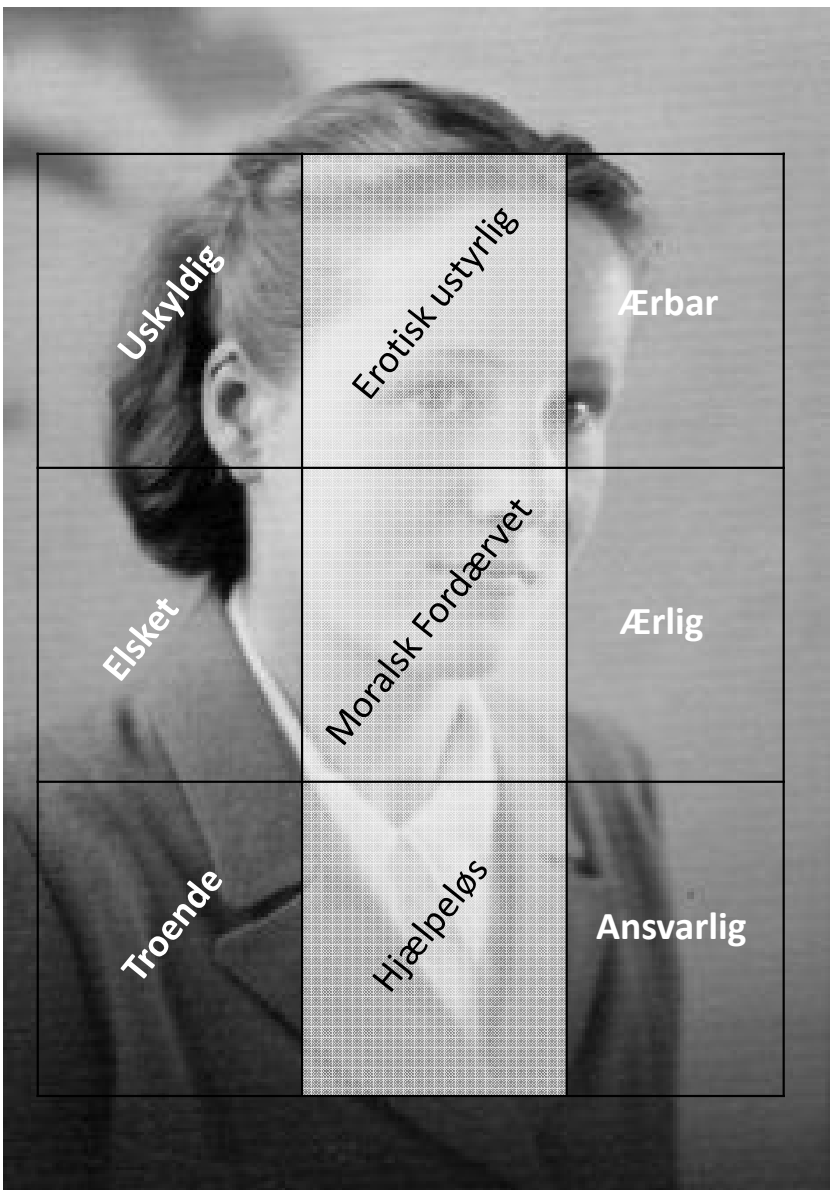 Uskyldig
Erotisk ustyrlig
Ærbar
Elsket
Moralsk Fordærvet
Ærlig
Troende
Hjælpeløs
Ansvarlig